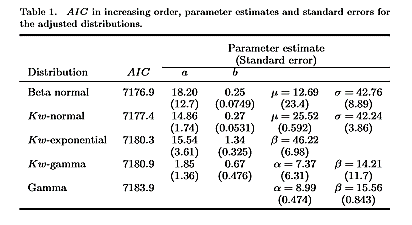 Table 1. AIC in increasing order, parameter estimates and standard errors for
the adjusted distributions.
Parameter estimate
(Standard error)
Distribution AIC a b
Beta normal 7176.9 18.20 0.25 μ = 12.69 σ = 42.76
(12.7) (0.0749) (23.4) (8.89)
Kw-normal 7177.4 14.86 0.27 μ = 25.52 σ = 42.24
(1.74) (0.0531) (0.592) (3.86)
Kw-exponential 7180.3 15.54 1.34 β = 46.22
(3.61) (0.325) (6.98)
Kw-gamma 7180.9 1.85 0.67 α = 7.37 β = 14.21
(1.36) (0.476) (6.31) (11.7)
Gamma 7183.9 α = 8.99 β = 15.56
(0.474) (0.843)